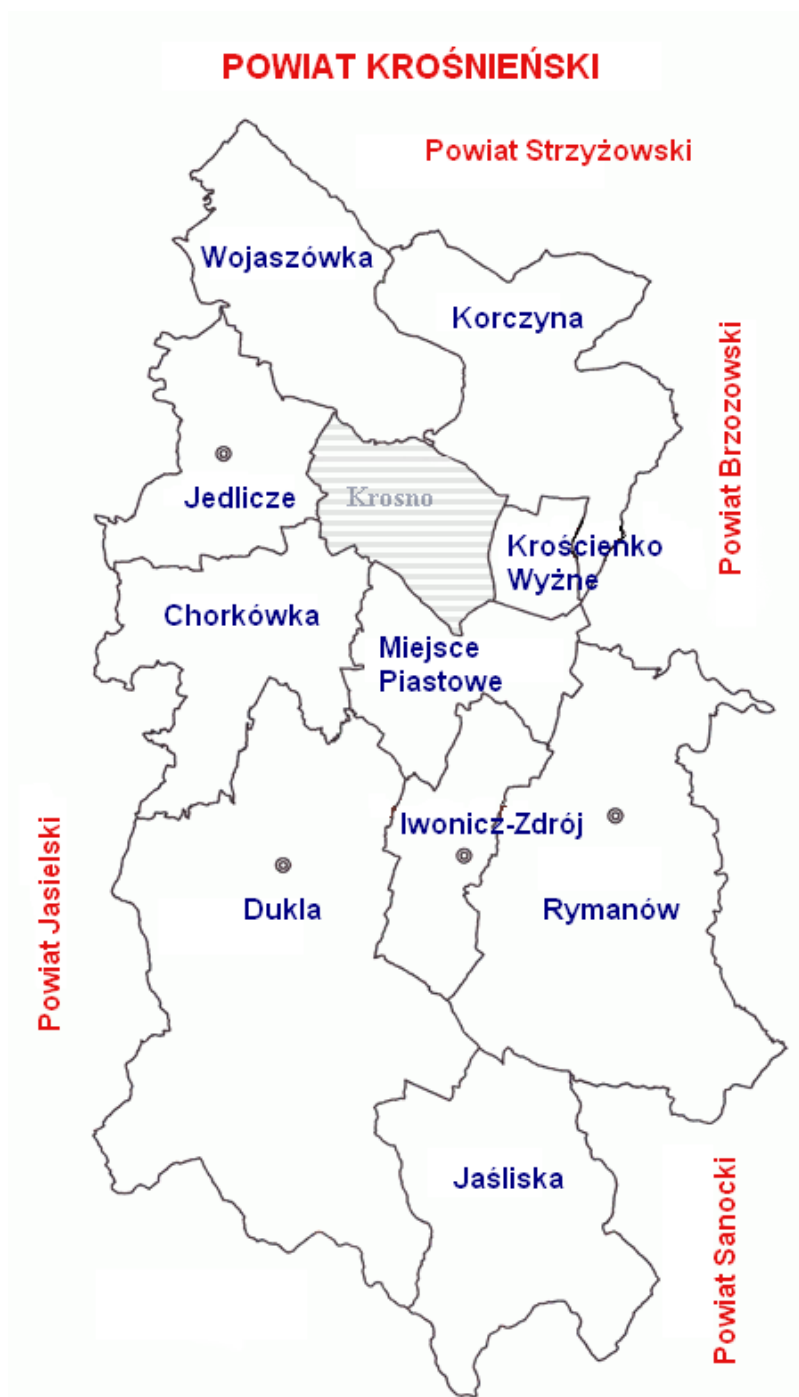 POWIAT KROŚNIEŃSKI
Powiat Strzyżowski
Wojaszówka
Korczyna
Powiat Brzozowski
Jedlicze
Krosno
Krościenko
Wyżne
Chorkówka
Miejsce
Piastowe
Iwonicz-Zdrój
Powiat Jasielski
Dukla
Rymanów
Jaśliska
Powiat Sanocki